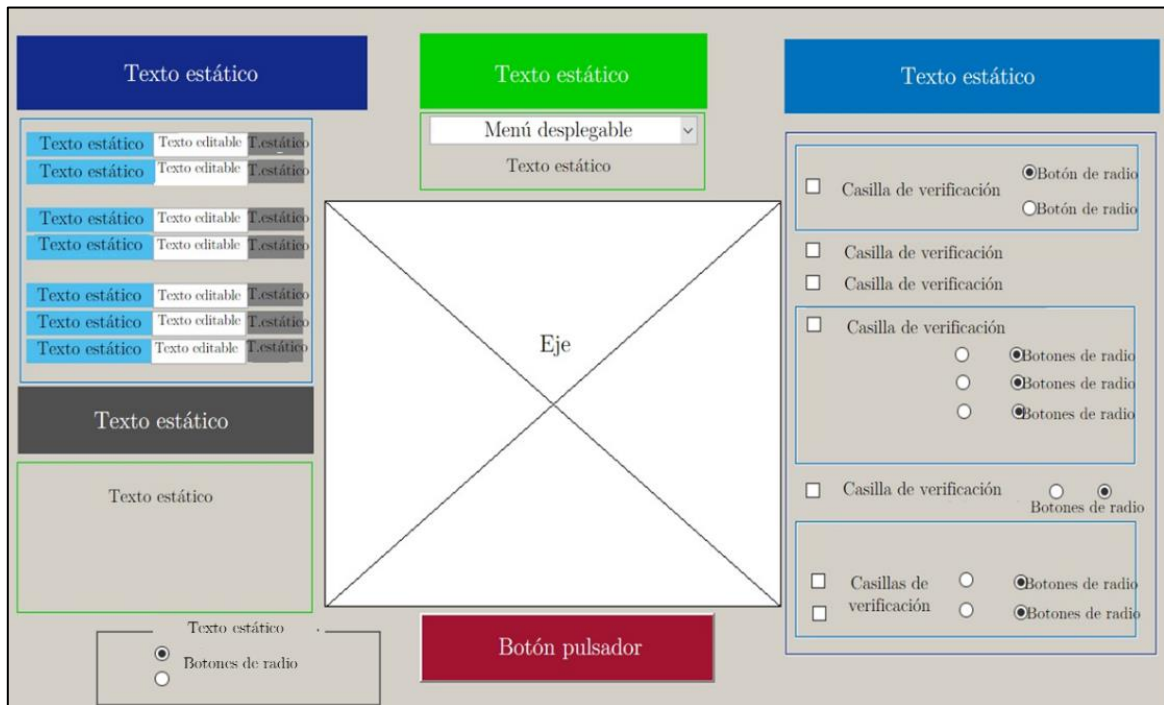 Texto estático
Texto estático Texto editable T.estático
Texto estático Texto editable T.estático
Texto estático Texto editable T.estático
Texto estático Texto editable T.estático
Texto estático Texto editable T.estático
Texto estático Texto editable T.estático
Texto estático Texto editable T.estático
Texto estático
Texto estático
Texto estático
Botones de radio
Texto estático
Menú desplegable
Texto estático
Eje
Botón pulsador
Texto estático
Botón de radio
Casilla de verificación
Botón de radio
Casilla de verificación
Casilla de verificación
Casilla de verificación
Botones de radio
Botones de radio
Botones de radio
Casilla de verificación
Botones de radio
Casillas de
verificación
Botones de radio
Botones de radio